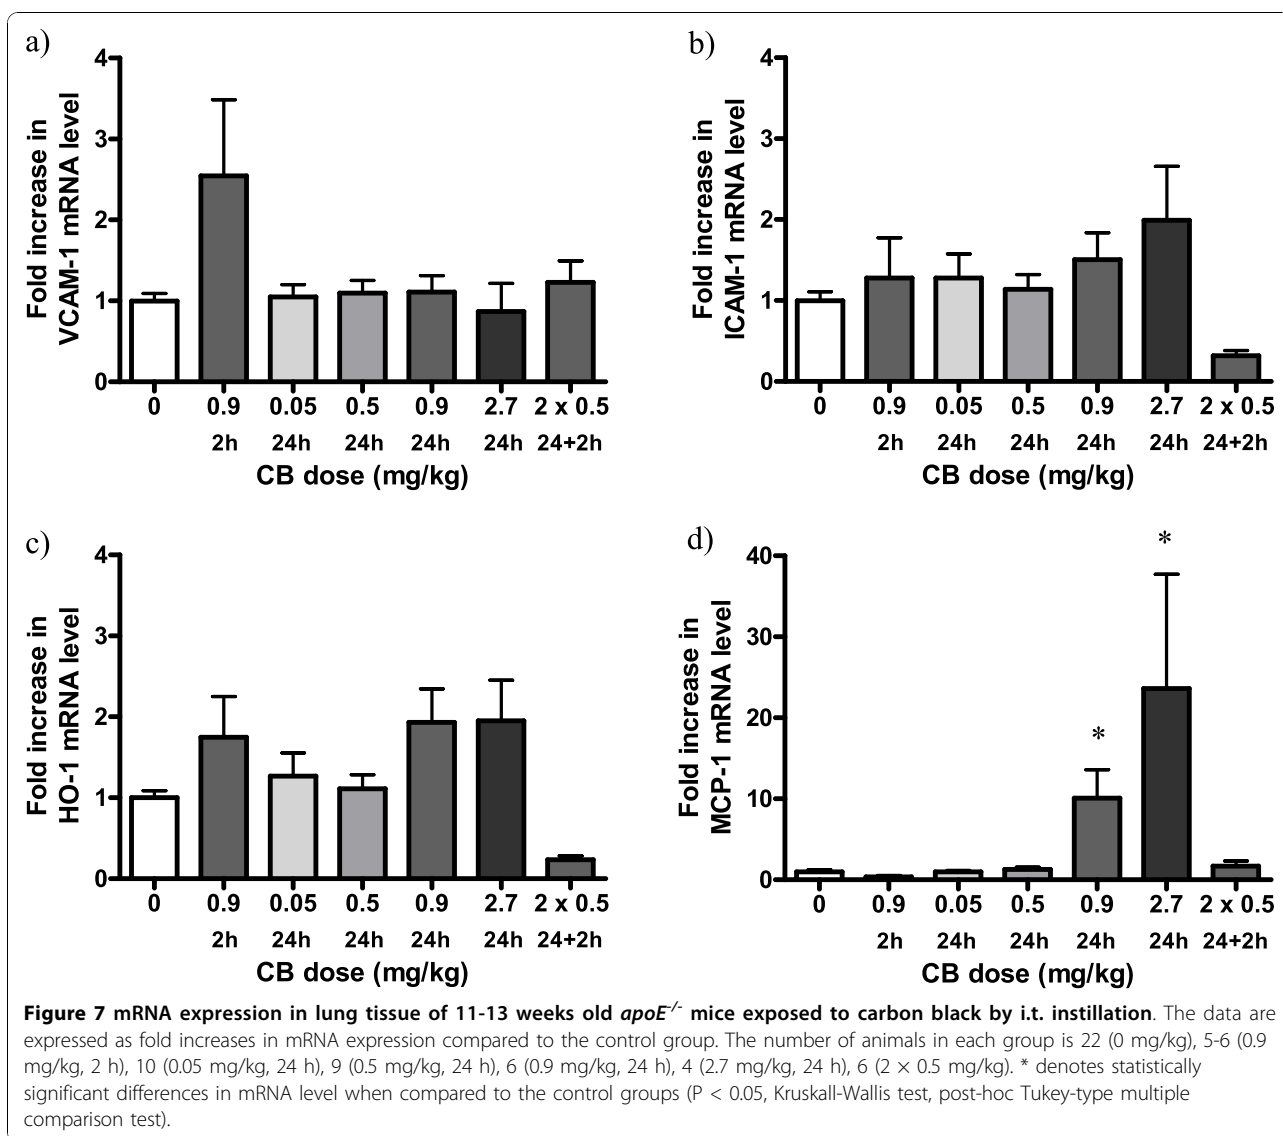 a)
Fold increase in
VCAM-1 mRNA level
4
3
2
1
0
0 0.9 0.05 0.5 0.9 2.7 2 x 0.5
2h 24h 24h 24h 24h 24+2h
CB dose (mg/kg)
b)
Fold increase in
ICAM-1 mRNA level
4
3
2
1
0
0 0.9 0.05 0.5 0.9 2.7 2 x 0.5
2h 24h 24h 24h 24h 24+2h
CB dose (mg/kg)
c)
Fold increase in
HO-1 mRNA level
4
3
2
1
0
0 0.9 0.05 0.5 0.9 2.7 2 x 0.5
2h 24h 24h 24h 24h 24+2h
CB dose (mg/kg)
d)
Fold increase in
MCP-1 mRNA level
40
30
20
10
0
*
*
0 0.9 0.05 0.5 0.9 2.7 2 x 0.5
2h 24h 24h 24h 24h 24+2h
CB dose (mg/kg)
Figure 7 mRNA expression in lung tissue of 11-13 weeks old apoE-/- mice exposed to carbon black by i.t. instillation. The data are
expressed as fold increases in mRNA expression compared to the control group. The number of animals in each group is 22 (0 mg/kg), 5-6 (0.9
mg/kg, 2 h), 10 (0.05 mg/kg, 24 h), 9 (0.5 mg/kg, 24 h), 6 (0.9 mg/kg, 24 h), 4 (2.7 mg/kg, 24 h), 6 (2 × 0.5 mg/kg). * denotes statistically
significant differences in mRNA level when compared to the control groups (P < 0.05, Kruskall-Wallis test, post-hoc Tukey-type multiple
comparison test).